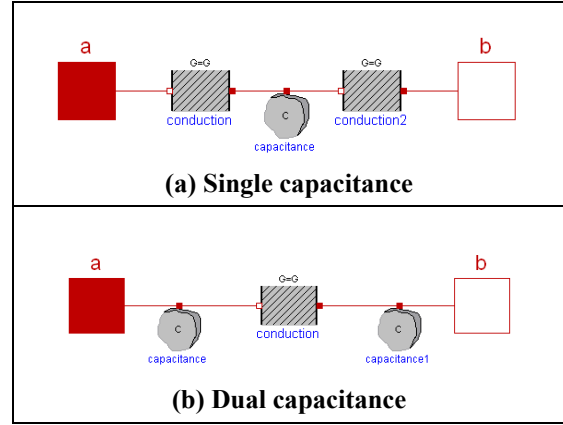 a
b
G=G
G=G
conduction
C
conduction2
capacitance
(a) Single capacitance
a
b
G=G
C
C
capacitance
conduction
capacitance1
(b) Dual capacitance